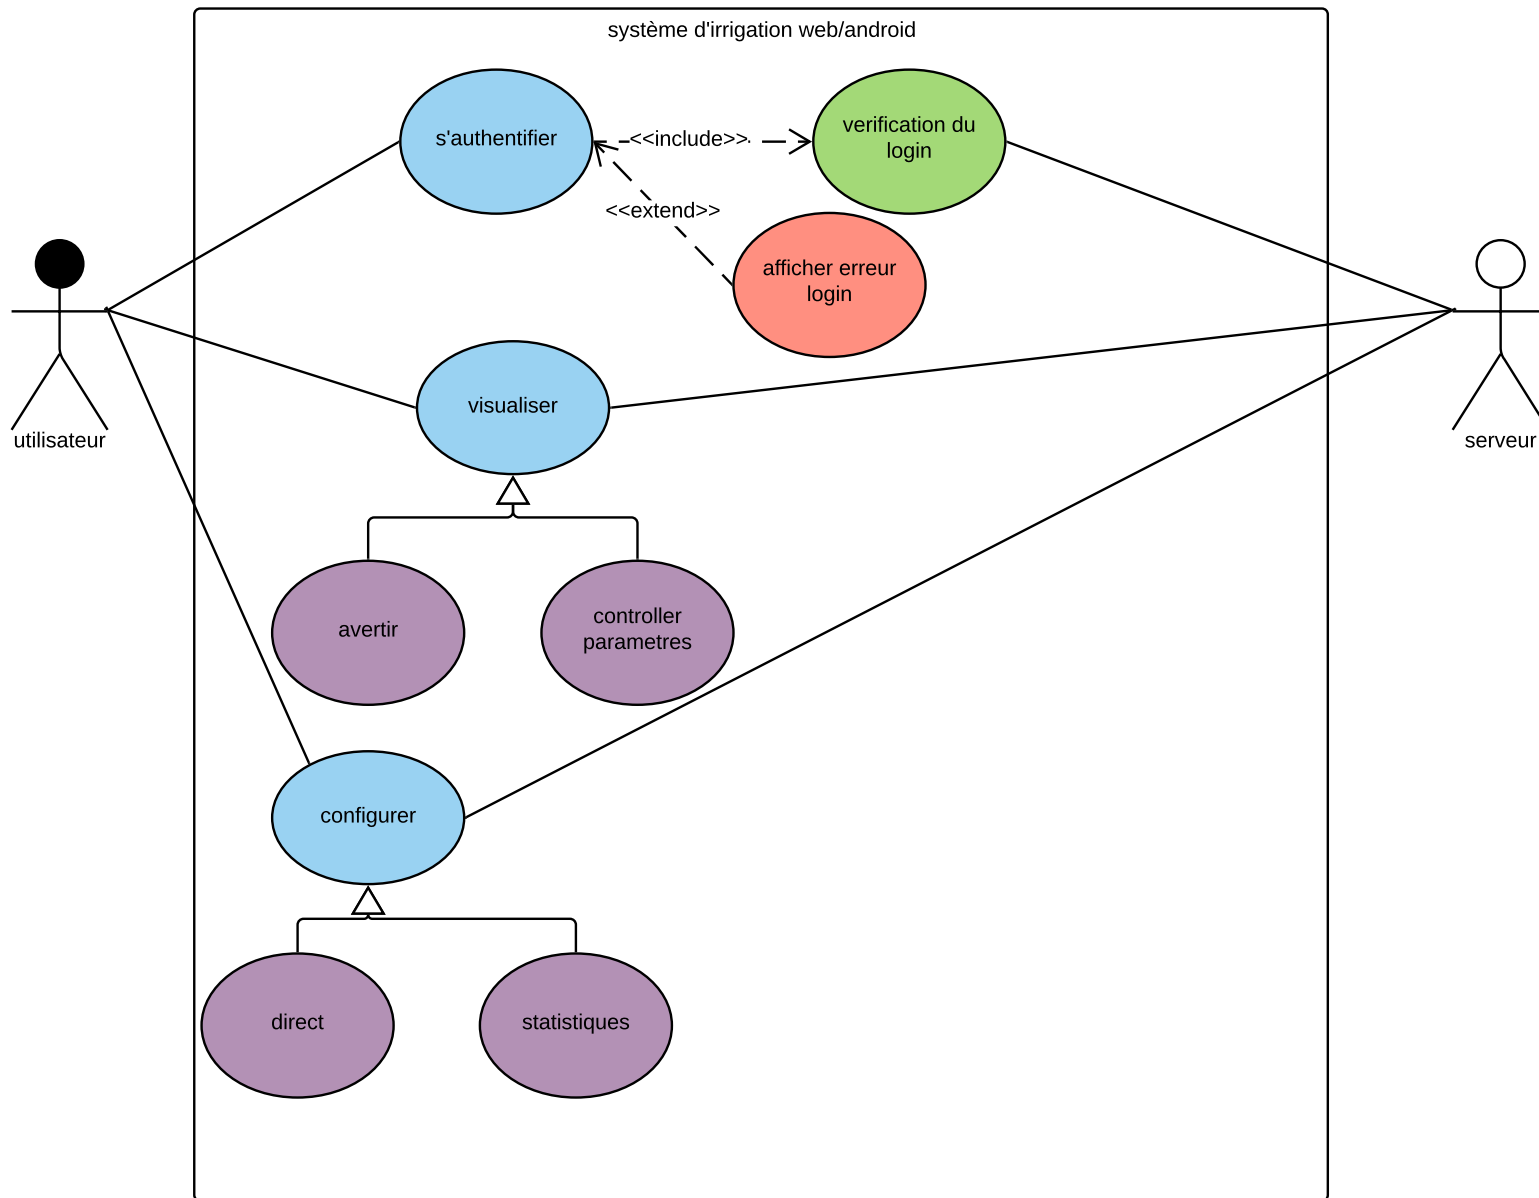 système d'irrigation web/android
s'authentifier
<<include>>
verification du
login
<<extend>>
afficher erreur
login
utilisateur
visualiser
serveur
avertir
controller
parametres
configurer
direct
statistiques